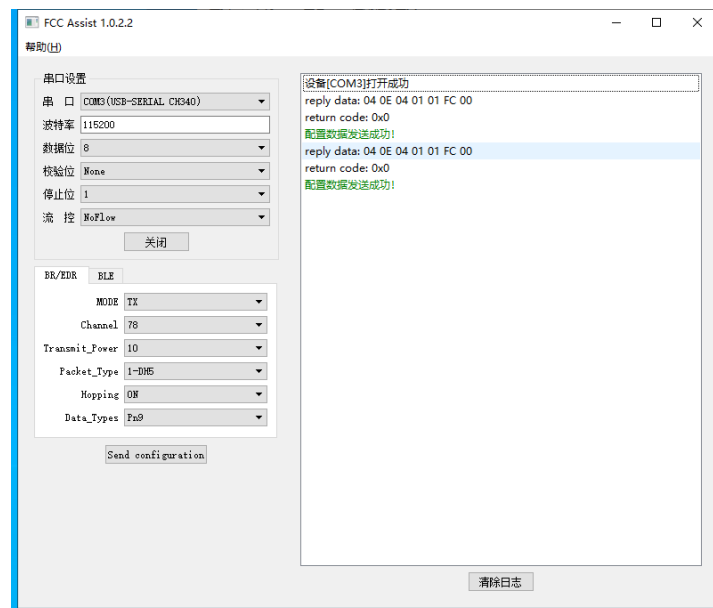 FCC Assist 1.0.2.2
帮助(H)
串口设置
串 口 COM3(USB-SERIAL CH340)
波特率 115200
数据位 8
校验位 None
停止位 1
流 控 NoFlow
关闭
BR/EDR BLE
MODE TX
Channel 78
Transmit_Power 10
Packet_Type 1-DH5
Hopping ON
Data_Types Pn9
Send configuration
设备[COM3]打开成功
reply data: 04 0E 04 01 01 FC 00
return code: 0x0
配置数据发送成功!
reply data: 04 0E 04 01 01 FC 00
return code: 0x0
配置数据发送成功!
清除日志